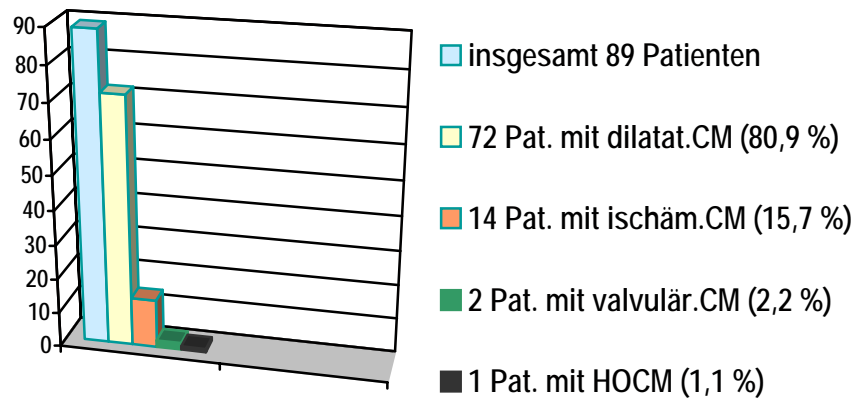 90
80
70
60
50
40
30
20
10
0
insgesamt 89 Patienten
72 Pat. mit dilatat.CM (80,9 %)
14 Pat. mit ischäm.CM (15,7 %)
2 Pat. mit valvulär.CM (2,2 %)
1 Pat. mit HOCM (1,1 %)